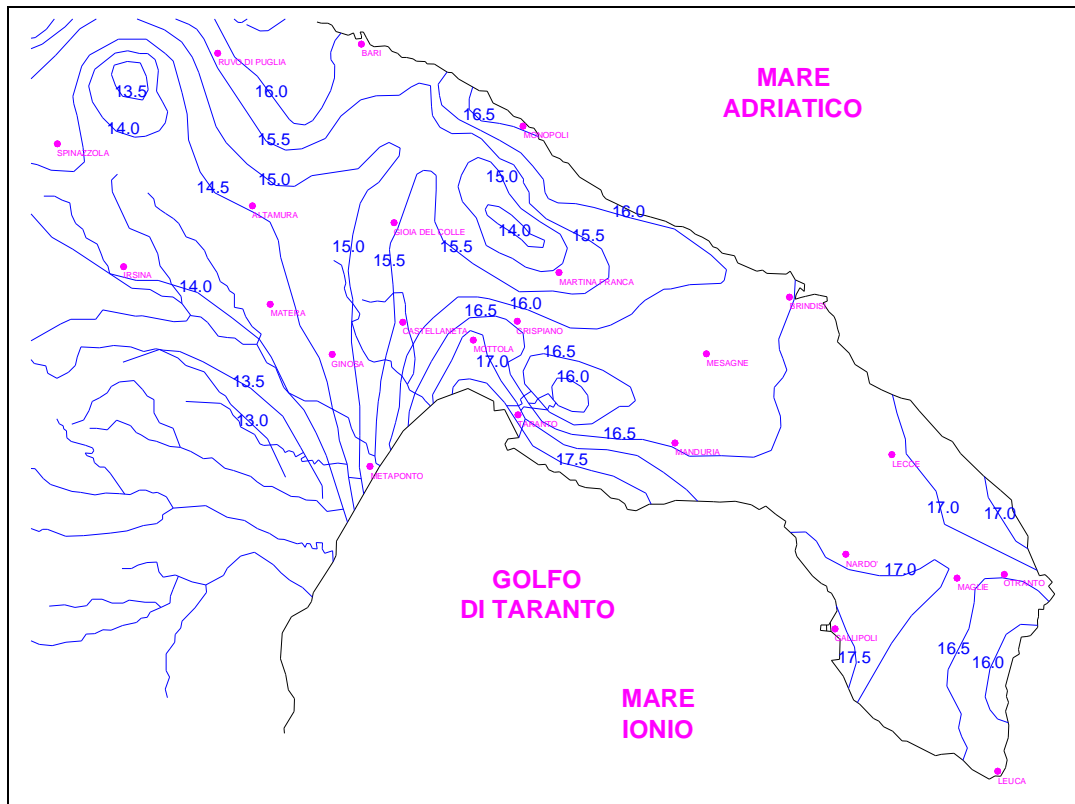 BARI
RUVO DI PUGLIA
MARE
ADRIATICO
13.5
16.0
16.5
14.0
MONOPOLI
15.5
SPINAZZOLA
15.0
15.0
14.5
ALTAMURA
16.0
GIOIA DEL COLLE
14.0
15.0
15.5
15.5
15.5
IRSINA
MARTINA FRANCA
14.0
16.0
BRINDISI
MATERA
16.5
CASTELLANETA
CRISPIANO
MOTTOLA
16.5
MESAGNE
GINOSA
17.0
16.0
13.5
13.0
TARANTO
16.5
MANDURIA
17.5
LECCE
METAPONTO
17.0
17.0
NARDO'
17.0
GOLFO
DI TARANTO
MAGLIE
OTRANTO
GALLIPOLI
17.5
16.5
16.0
MARE
IONIO
LEUCA